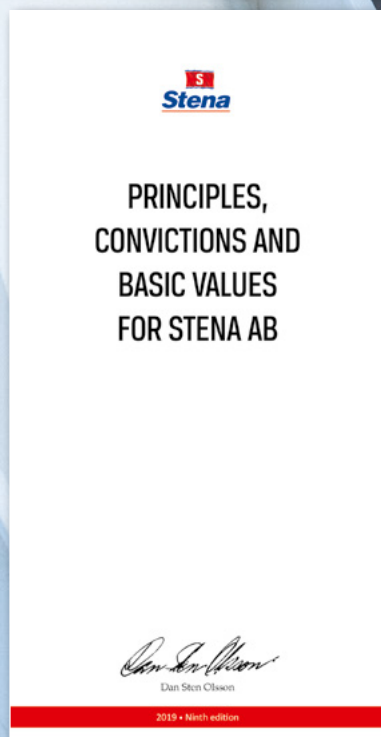 S
Stena
PRINCIPLES,
CONVICTIONS AND
BASIC VALUES
FOR STENA AB
Dan Sten Olsson
Dan Sten Olsson
2019 • Ninth edition